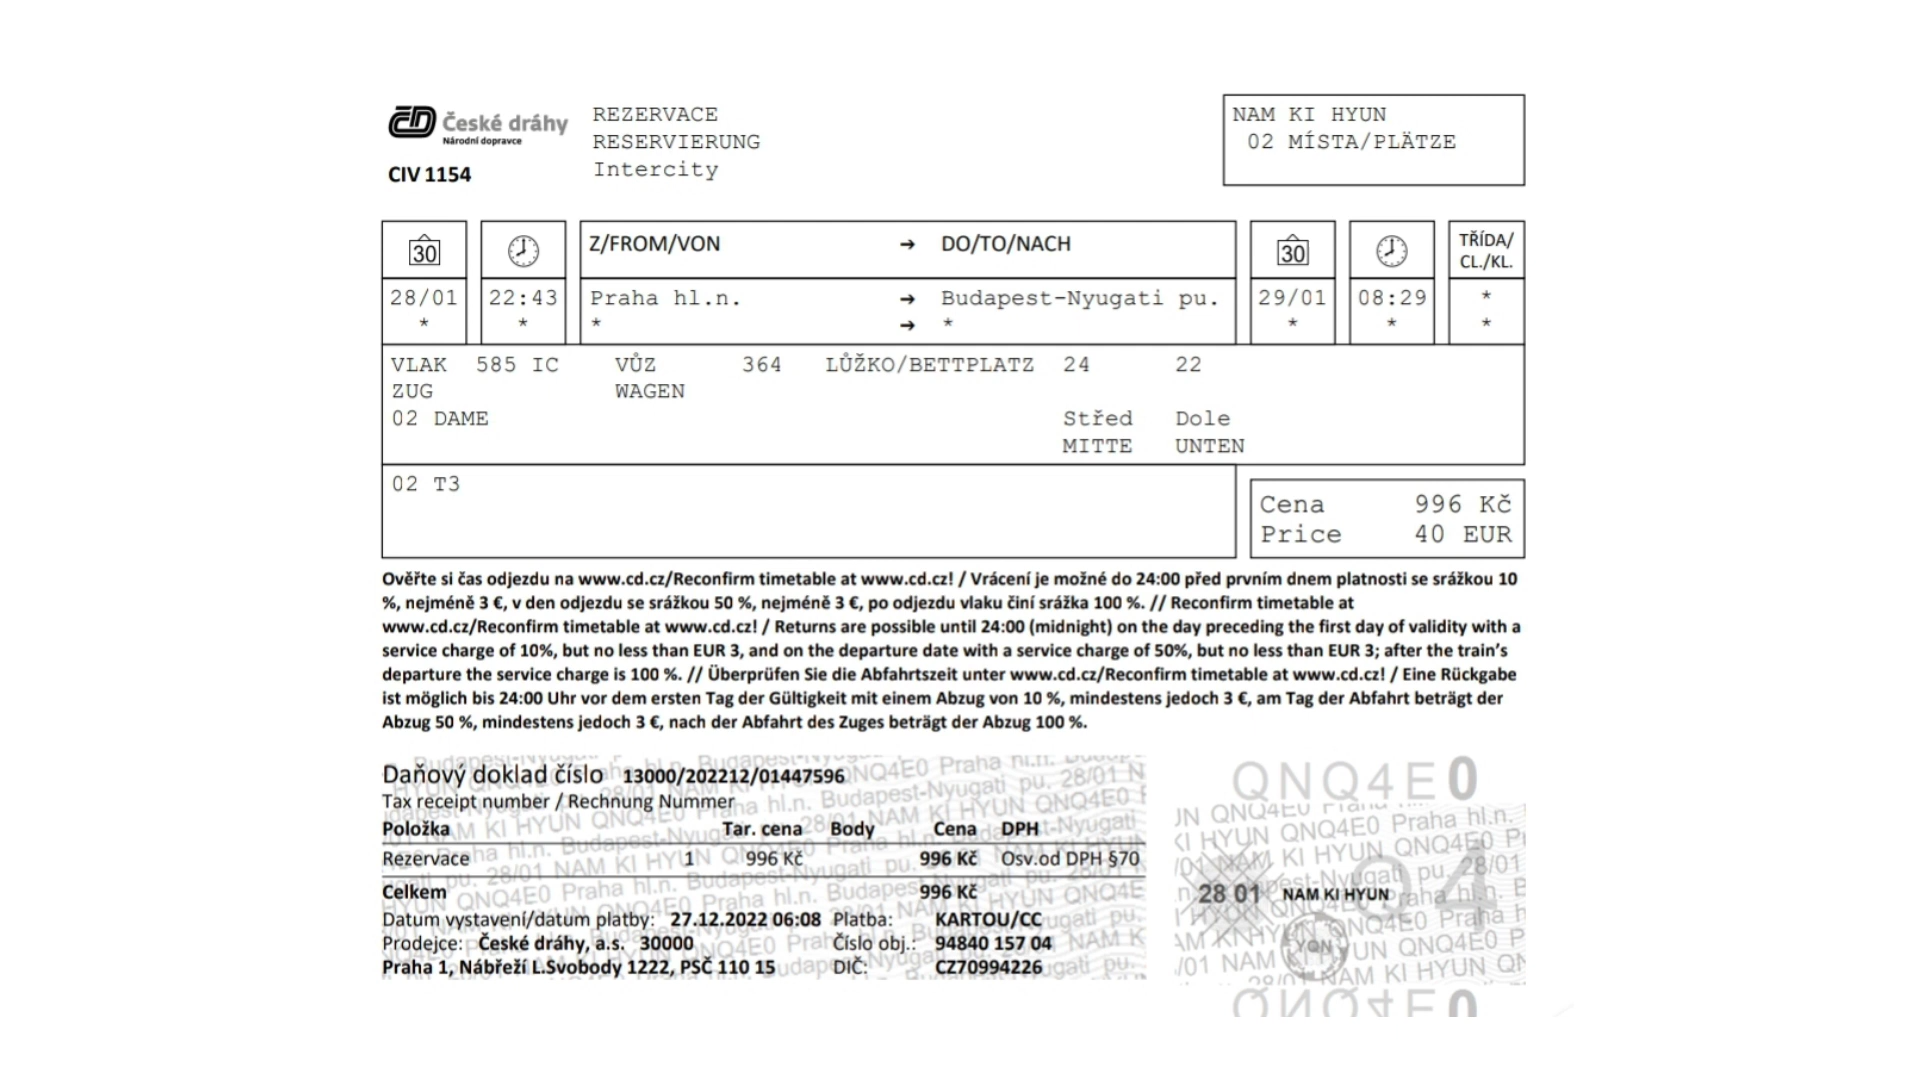 České dráhy
Národní dopravce
CIV 1154
REZERVACE
RESERVIERUNG
Intercity
NAM KI HYUN
02 MÍSTA/PLÄTZE
30 Z/FROM/VON → DO/TO/NACH 30 TŘÍDA/
CL./KL.
28/01 22:43 Praha hl.n. → Budapest-Nyugati pu. 29/01 08:29 *
* * * → * * * *
VLAK 585 IC VŮZ 364 LŮŽKO/BETTPLATZ 24 22
ZUG WAGEN
02 DAME Střed Dole
MITTE UNTEN
02 T3
Cena 996 Kč
Price 40 EUR
Ověřte si čas odjezdu na www.cd.cz/Reconfirm timetable at www.cd.cz! / Vrácení je možné do 24:00 před prvním dnem platnosti se srážkou 10
%, nejméně 3 €, v den odjezdu se srážkou 50 %, nejméně 3 €, po odjezdu vlaku činí srážka 100 %. // Reconfirm timetable at
www.cd.cz/Reconfirm timetable at www.cd.cz! / Returns are possible until 24:00 (midnight) on the day preceding the first day of validity with a
service charge of 10%, but no less than EUR 3, and on the departure date with a service charge of 50%, but no less than EUR 3; after the train's
departure the service charge is 100 %. // Überprüfen Sie die Abfahrtszeit unter www.cd.cz/Reconfirm timetable at www.cd.cz! / Eine Rückgabe
ist möglich bis 24:00 Uhr vor dem ersten Tag der Gültigkeit mit einem Abzug von 10 %, mindestens jedoch 3 €, am Tag der Abfahrt beträgt der
Abzug 50 %, mindestens jedoch 3 €, nach der Abfahrt des Zuges beträgt der Abzug 100 %.
Daňový doklad číslo 13000/202212/01447596
Tax receipt number / Rechnung Nummer
Položka Tar. cena Body Cena DPH
Rezervace 1 996 Kč 996 Kč Osv.od DPH §70
Celkem 996 Kč
Datum vystavení/datum platby: 27.12.2022 06:08 Platba: KARTOU/CC
Prodejce: České dráhy, a.s. 30000 Číslo obj.: 94840 157 04
Praha 1, Nábřeží L.Svobody 1222, PSČ 110 15 DIČ: CZ70994226
QNQ4E0
28 01 NAM KI HYUN
04
YQN